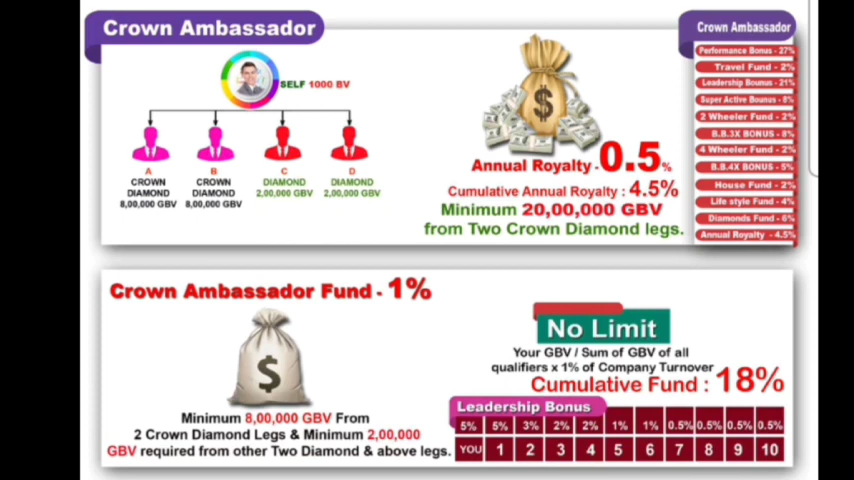 Crown Ambassador
SELF 1000 BV
A
CROWN
DIAMOND
8,00,000 GBV
B
CROWN
DIAMOND
8,00,000 GBV
C
DIAMOND
2,00,000 GBV
D
DIAMOND
2,00,000 GBV
$
Annual Royalty - 0.5%
Cumulative Annual Royalty : 4.5%
Minimum 20,00,000 GBV
from Two Crown Diamond legs.
Crown Ambassador
Performance Bonus - 27%
Travel Fund - 2%
Leadership Bounus - 21%
Super Active Bounus - 8%
2 Wheeler Fund - 2%
B.B.3X BONUS - 8%
4 Wheeler Fund - 2%
B.B.4X BONUS - 5%
House Fund - 2%
Life style Fund - 4%
Diamonds Fund - 6%
Annual Royalty - 4.5%
Crown Ambassador Fund - 1%
$
Minimum 8,00,000 GBV From
2 Crown Diamond Legs & Minimum 2,00,000
GBV required from other Two Diamond & above legs.
No Limit
Your GBV / Sum of GBV of all
qualifiers x 1% of Company Turnover
Cumulative Fund : 18%
Leadership Bonus
5% 5% 3% 2% 2% 1% 1% 0.5% 0.5% 0.5% 0.5%
YOU 1 2 3 4 5 6 7 8 9 10